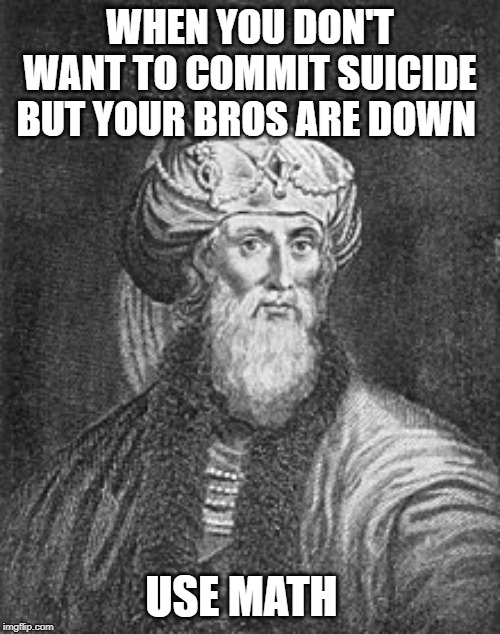 WHEN YOU DON'T
WANT TO COMMIT SUICIDE
BUT YOUR BROS ARE DOWN
USE MATH
imgflip.com